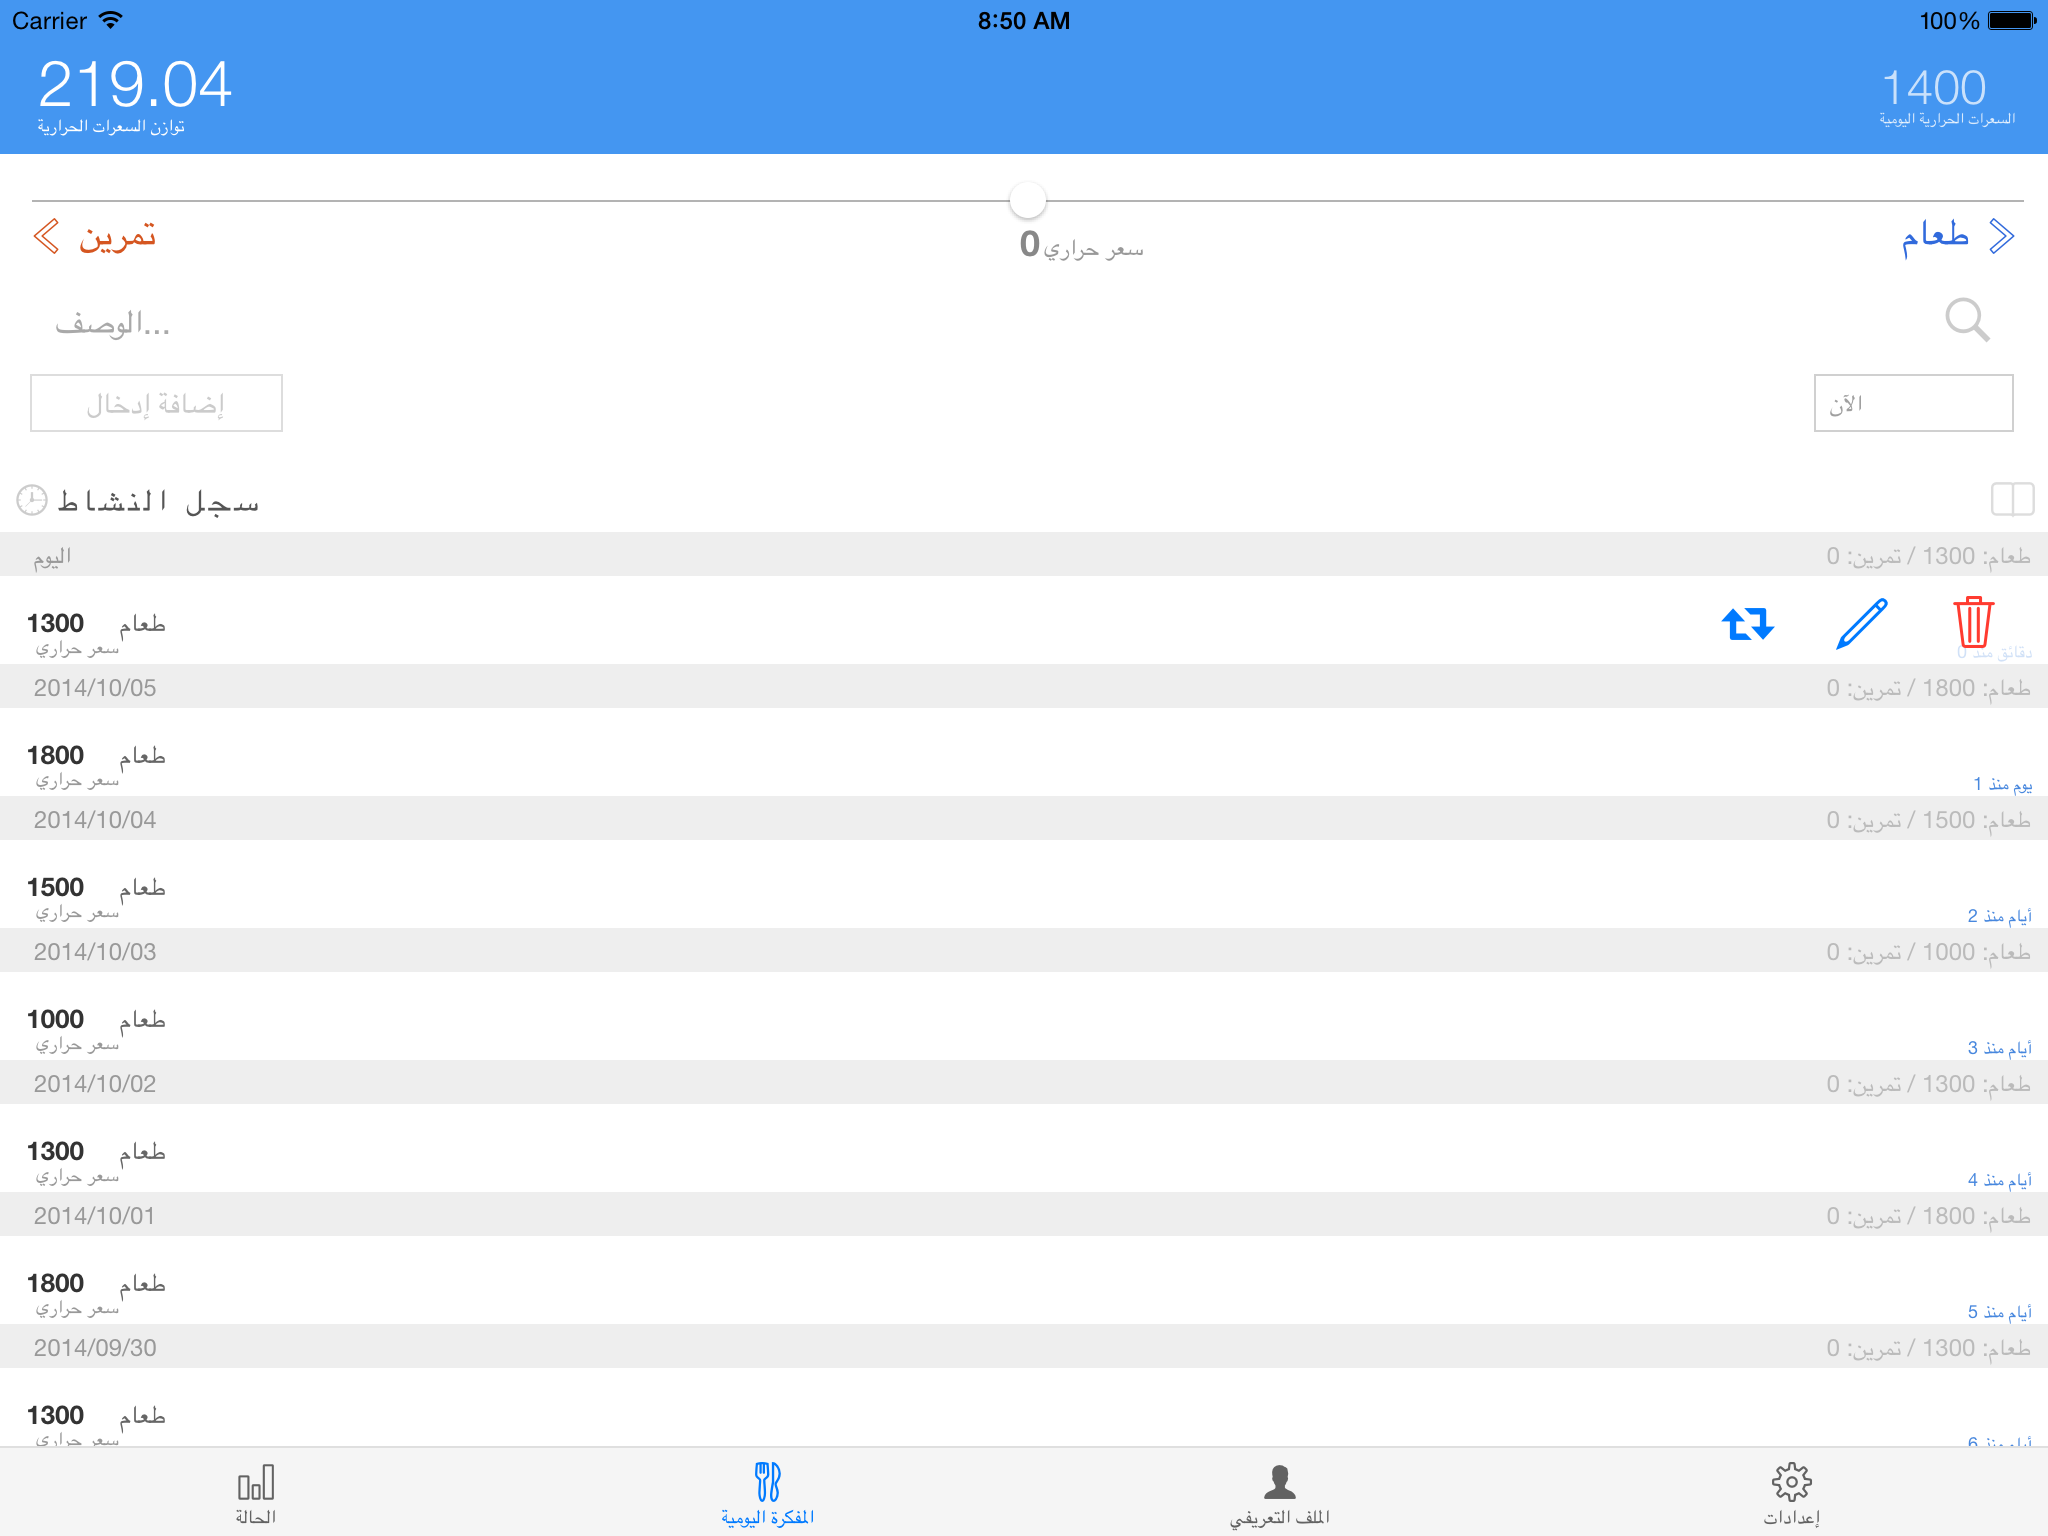 Carrier 8:50 AM 100%
219.04
توازن السعرات الحرارية
1400
السعرات الحرارية اليومية
تمرين
0 سعر حراري
طعام
الوصف...
إضافة إدخال
الآن
سجل النشاط
اليوم
طعام: 1300 / تمرين: 0
1300 طعام
سعر حراري
دقائق منذ 0
2014/10/05
طعام: 1800 / تمرين: 0
1800 طعام
سعر حراري
يوم منذ 1
2014/10/04
طعام: 1500 / تمرين: 0
1500 طعام
سعر حراري
أيام منذ 2
2014/10/03
طعام: 1000 / تمرين: 0
1000 طعام
سعر حراري
أيام منذ 3
2014/10/02
طعام: 1300 / تمرين: 0
1300 طعام
سعر حراري
أيام منذ 4
2014/10/01
طعام: 1800 / تمرين: 0
1800 طعام
سعر حراري
أيام منذ 5
2014/09/30
طعام: 1300 / تمرين: 0
1300 طعام
سعر حراري
أيام منذ 6
الحالة
المفكرة اليومية
الملف التعريفي
إعدادات